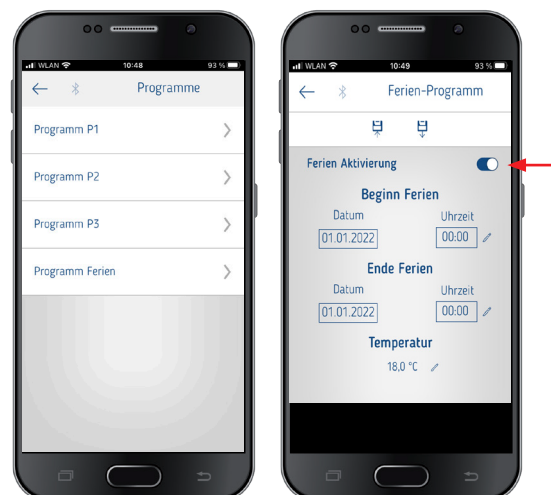 WLAN 10:48 93 %
Programme
Programm P1
Programm P2
Programm P3
Programm Ferien
WLAN 10:49 93 %
Ferien-Programm
Ferien Aktivierung
Beginn Ferien
Datum Uhrzeit
01.01.2022 00:00
Ende Ferien
Datum Uhrzeit
01.01.2022 00:00
Temperatur
18,0 °C